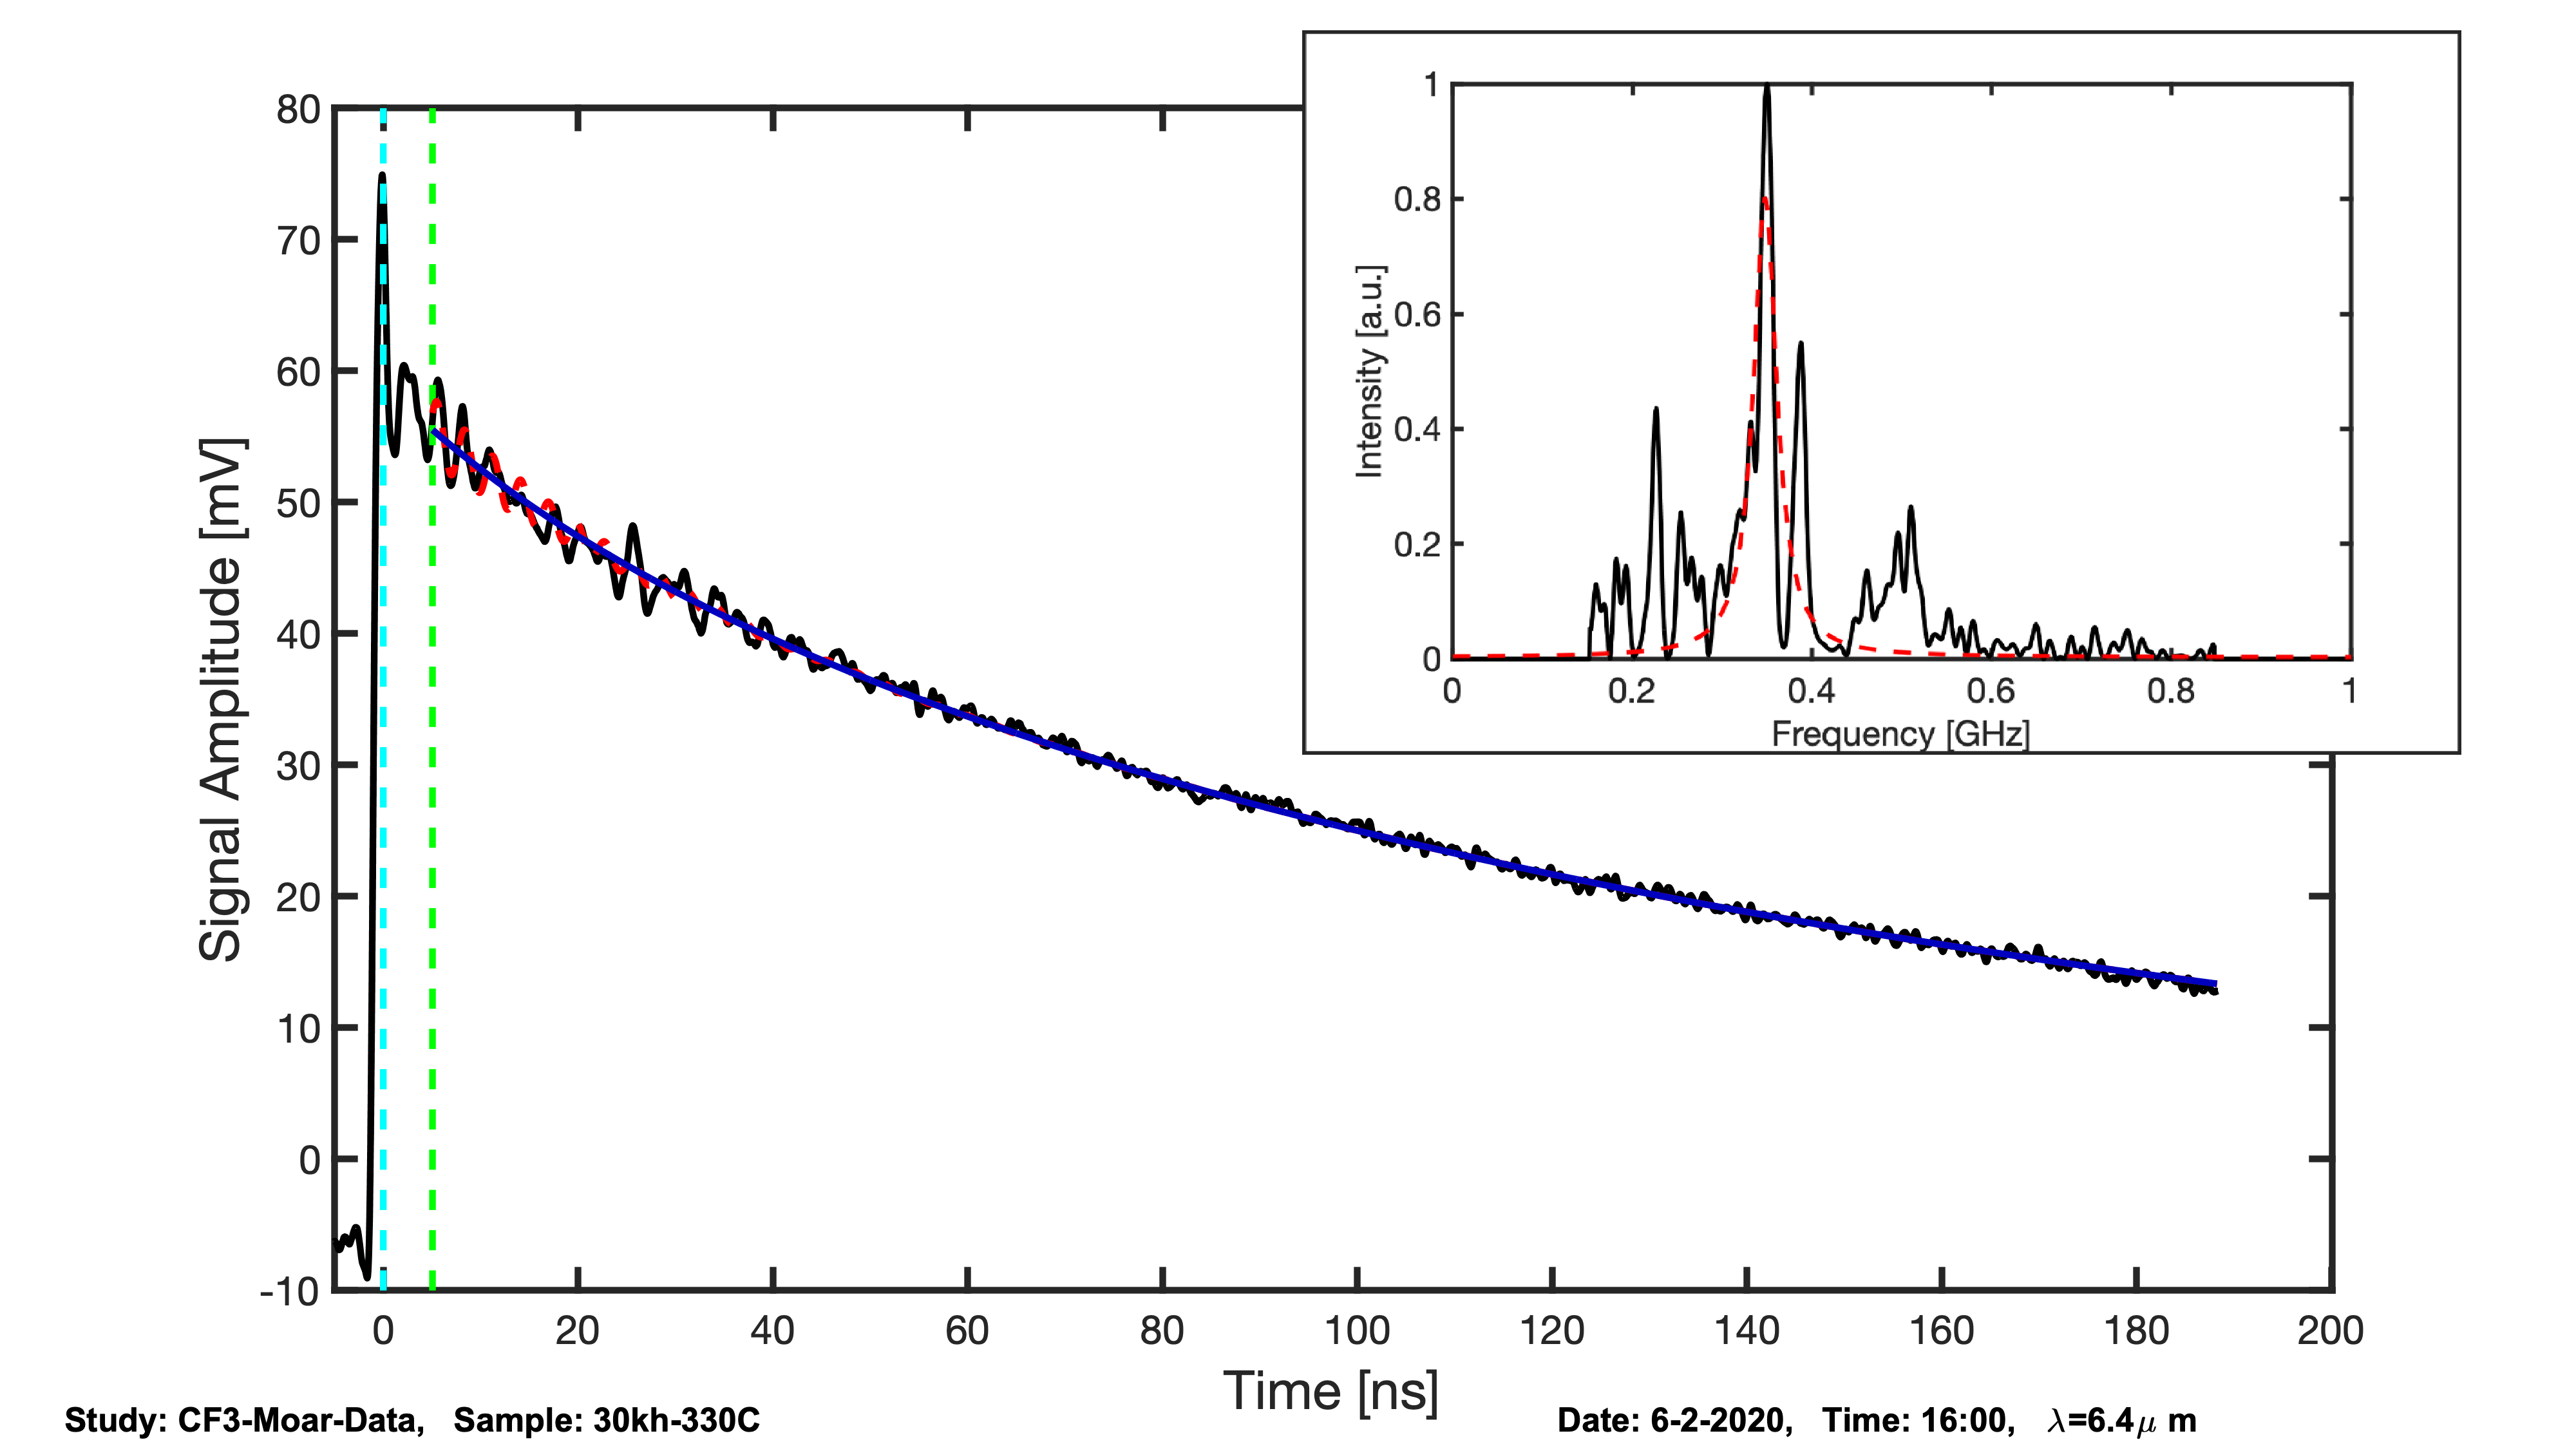 80
70
60
50
40
30
20
10
0
-10
Signal Amplitude [mV]
0 20 40 60 80 100 120 140 160 180 200
Time [ns]
1
0.8
0.6
0.4
0.2
0
Intensity [a.u.]
0 0.2 0.4 0.6 0.8 1
Frequency [GHz]
Study: CF3-Moar-Data, Sample: 30kh-330C
Date: 6-2-2020, Time: 16:00, λ=6.4μ m